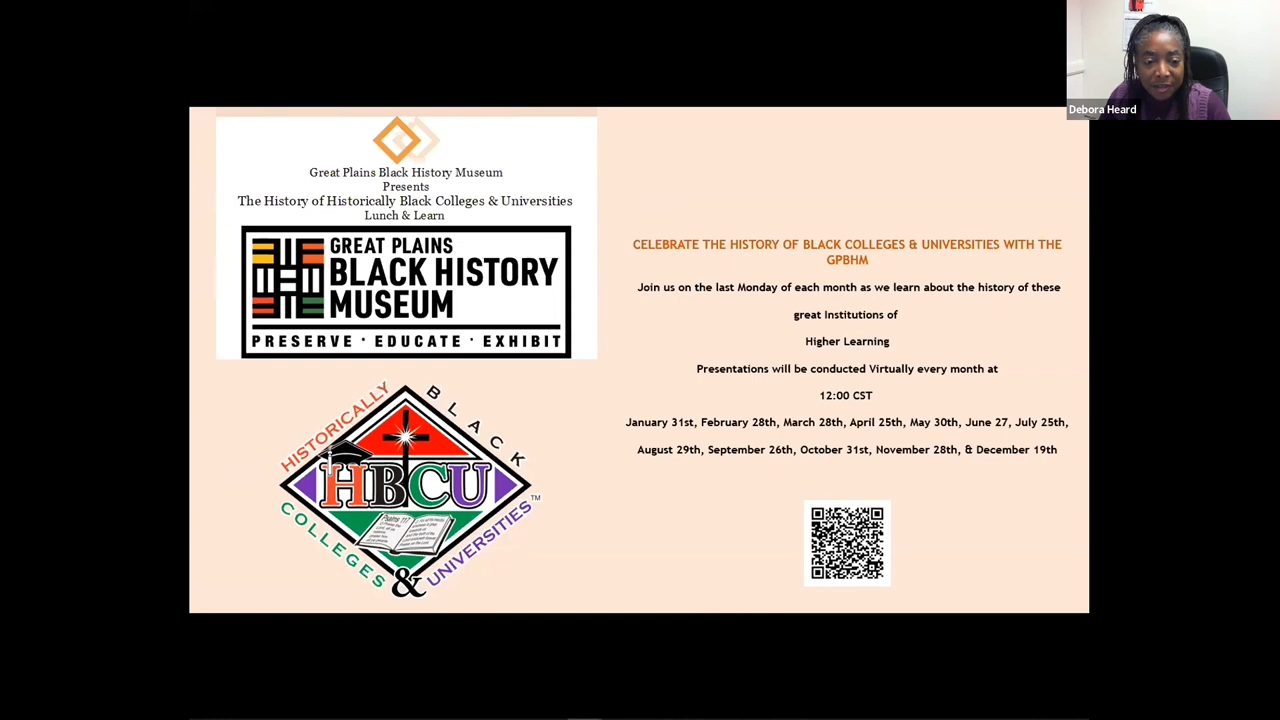 Debora Heard
Great Plains Black History Museum
Presents
The History of Historically Black Colleges & Universities
Lunch & Learn
GREAT PLAINS
BLACK HISTORY
MUSEUM
PRESERVE · EDUCATE · EXHIBIT
HISTORICALLY
BLACK
HBCU
TM
Psalms 117
COLLEGES
&
UNIVERSITIES
CELEBRATE THE HISTORY OF BLACK COLLEGES & UNIVERSITIES WITH THE
GPBHM
Join us on the last Monday of each month as we learn about the history of these
great Institutions of
Higher Learning
Presentations will be conducted Virtually every month at
12:00 CST
January 31st, February 28th, March 28th, April 25th, May 30th, June 27, July 25th,
August 29th, September 26th, October 31st, November 28th, & December 19th